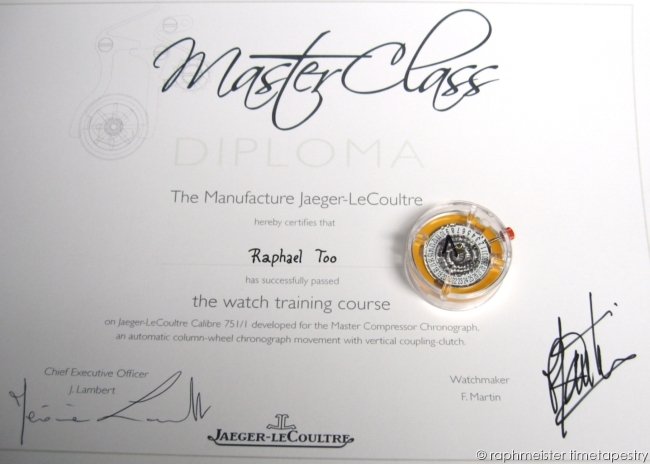 Master Class
DIPLOMA
The Manufacture Jaeger-LeCoultre
hereby certifies that
Raphael Too
has successfully passed
the watch training course
on Jaeger-LeCoultre Calibre 751/1 developed for the Master Compressor Chronograph,
an automatic column-wheel chronograph movement with vertical coupling-clutch.
Chief Executive Officer
J. Lambert
Watchmaker
F. Martin
JAEGER-LECOULTRE
© raphmeister timetapestry